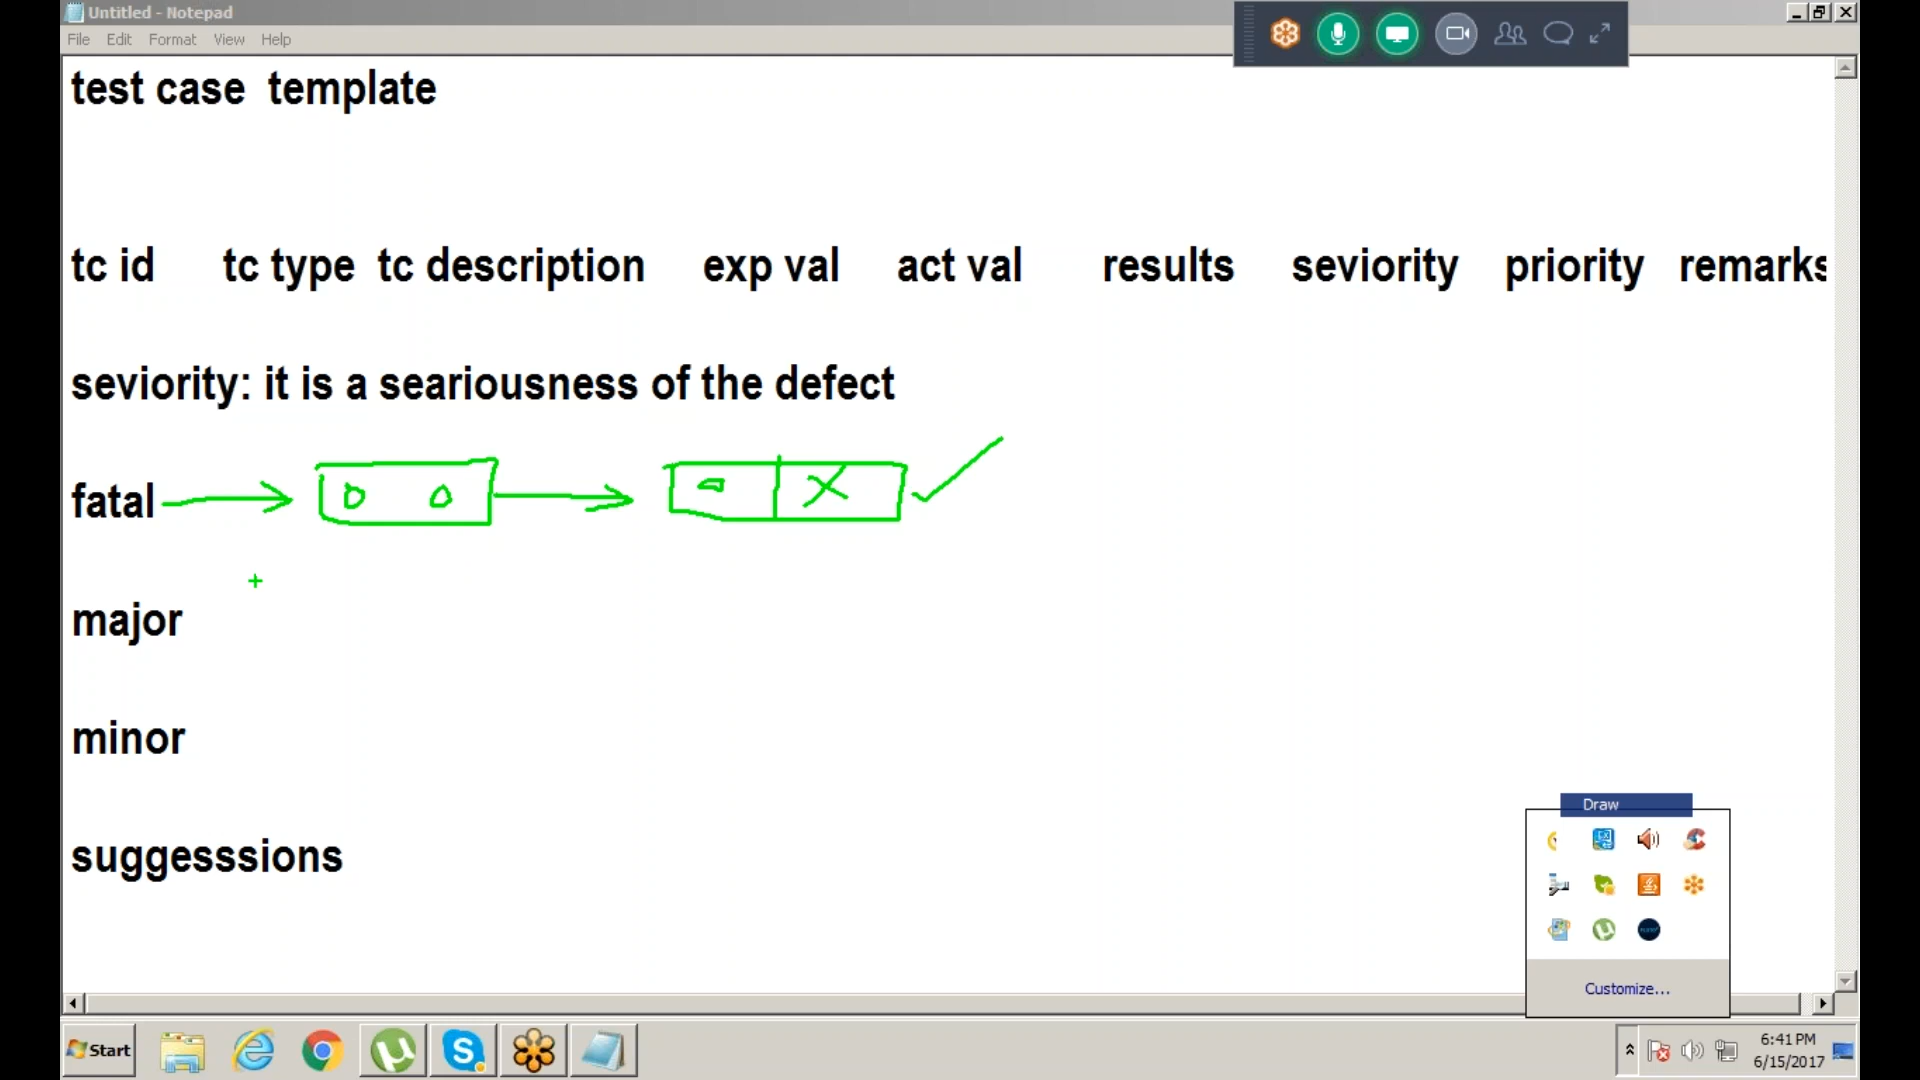 Untitled - Notepad
File Edit Format View Help
test case  template
tc id tc type tc description exp val act val results seviority priority remarks
seviority: it is a seariousness of the defect
fatal
major
minor
suggesssions
Draw
Customize...
Start
6:41 PM
6/15/2017